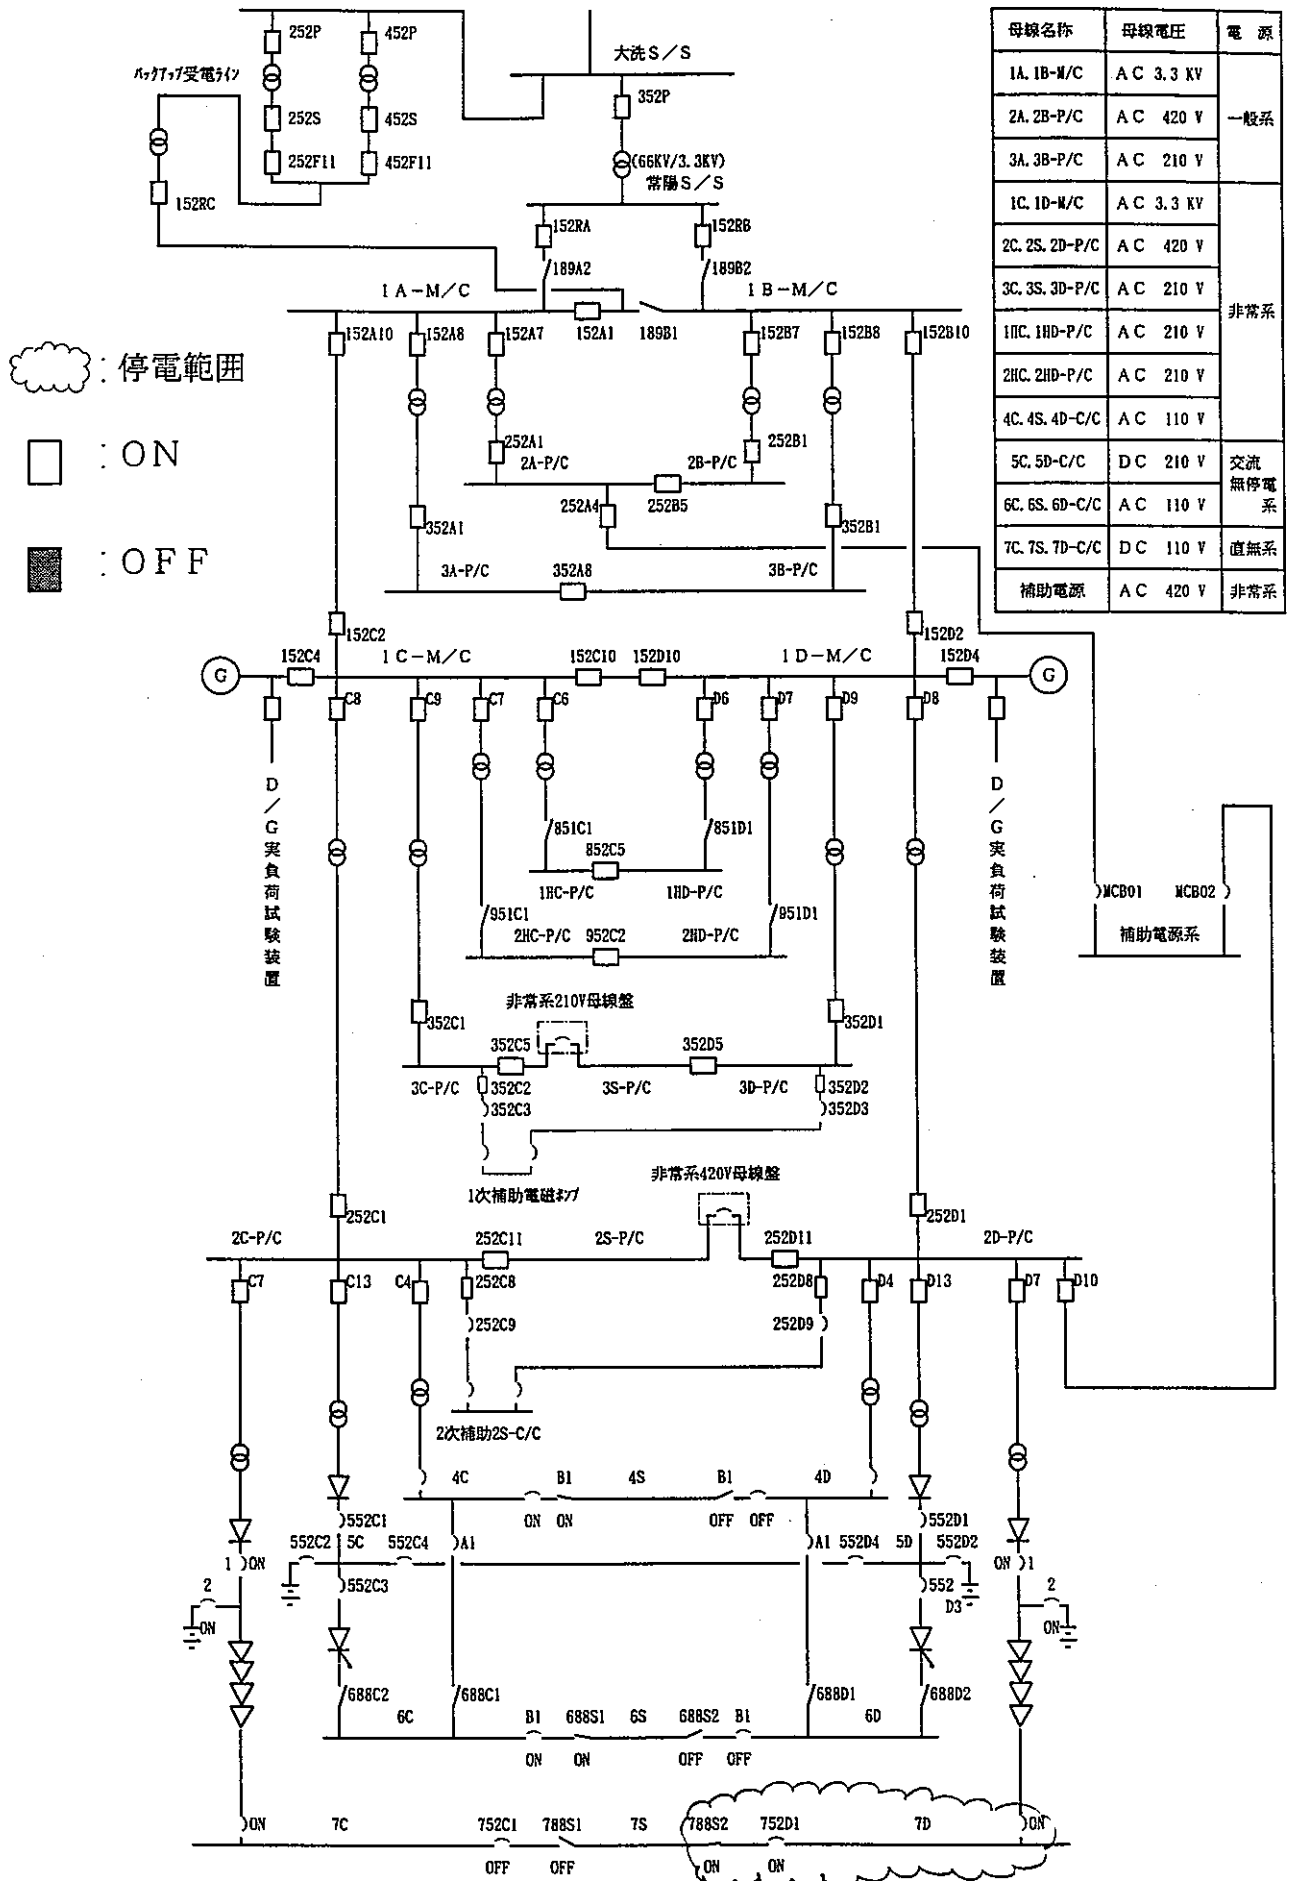 252P
452P
大洗S／S
バックアップ受電ライン
352P
252S
452S
252F11
452F11
(66KV/3.3KV)
常陽S／S
152RC
152RA
152RB
189A2
189B2
1A－M／C
1B－M／C
152A10
152A8
152A7
152A1
189B1
152B7
152B8
152B10
: 停電範囲
: ON
: OFF
252A1
252B1
2A-P/C
2B-P/C
252A4
252B5
352A1
352B1
3A-P/C
352A8
3B-P/C
152C2
152D2
152C4
1C－M／C
152C10
152D10
1D－M／C
152D4
G
G
C8
C9
C7
C6
D6
D7
D9
D8
D／G実負荷試験装置
D／G実負荷試験装置
851C1
851D1
852C5
1HC-P/C
1HD-P/C
951C1
951D1
2HC-P/C
952C2
2HD-P/C
MCB01
MCB02
補助電源系
非常系210V母線盤
352C1
352D1
352C5
352D5
3C-P/C
3S-P/C
3D-P/C
352C2
352D2
352C3
352D3
1次補助電磁ポンプ
非常系420V母線盤
252C1
252D1
2C-P/C
252C11
2S-P/C
252D11
2D-P/C
C7
C13
C4
252C8
252D8
D4
D13
D7
D10
252C9
252D9
2次補助2S-C/C
4C
B1
4S
B1
4D
ON
ON
OFF
OFF
552C1
552D1
552C2
5C
552C4
A1
A1
552D4
5D
552D2
1
ON
ON
1
552C3
552
D3
2
ON
2
ON
688C2
688C1
688D1
688D2
6C
B1
688S1
6S
688S2
B1
6D
ON
ON
OFF
OFF
ON
7C
752C1
788S1
7S
788S2
752D1
7D
ON
OFF
OFF
ON
ON
母線名称 母線電圧 電 源
1A. 1B-M/C AC 3.3 KV
2A. 2B-P/C AC 420 V 一般系
3A. 3B-P/C AC 210 V
1C. 1D-M/C AC 3.3 KV
2C. 2S. 2D-P/C AC 420 V
3C. 3S. 3D-P/C AC 210 V
非常系
1HC. 1HD-P/C AC 210 V
2HC. 2HD-P/C AC 210 V
4C. 4S. 4D-C/C AC 110 V
5C. 5D-C/C DC 210 V 交流
無停電
6C. 6S. 6D-C/C AC 110 V 系
7C. 7S. 7D-C/C DC 110 V 直無系
補助電源 AC 420 V 非常系